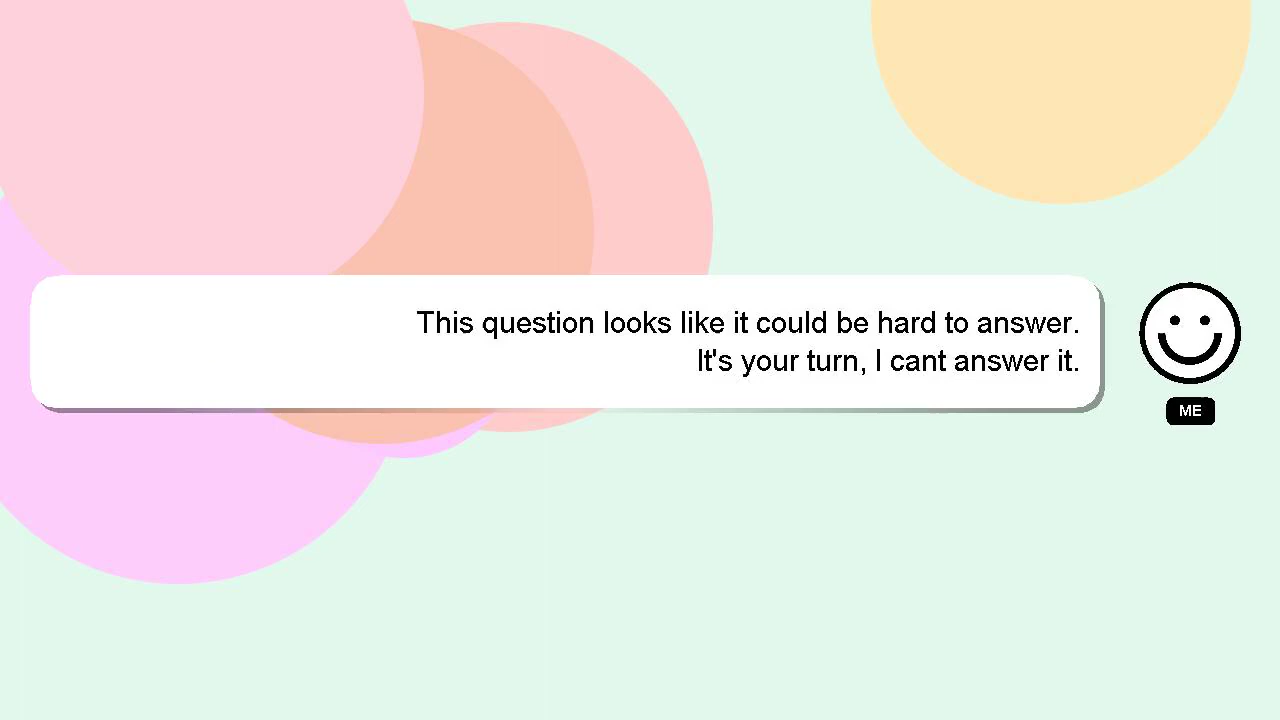 This question looks like it could be hard to answer.
It's your turn, I cant answer it.
ME